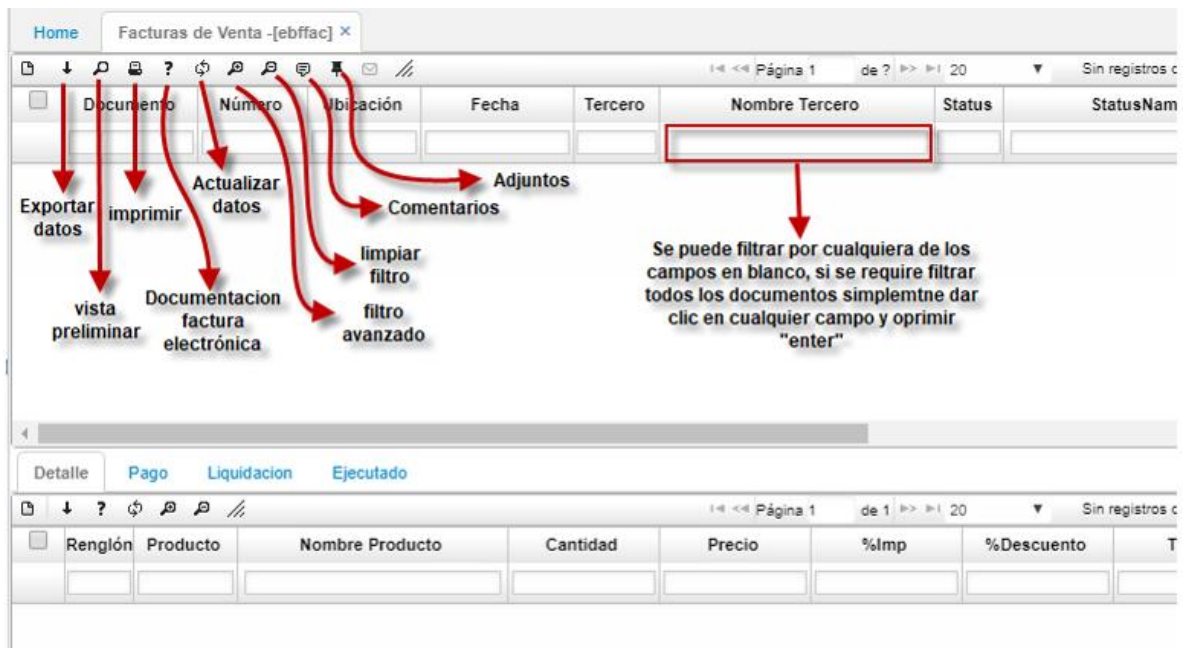 Home Facturas de Venta -[ebffac] ×
Página 1 de ? 20 Sin registros
Documento Número Ubicación Fecha Tercero Nombre Tercero Status StatusNam
Exportar datos
imprimir
Actualizar datos
Adjuntos
Comentarios
vista preliminar
Documentacion factura electrónica
limpiar filtro
filtro avanzado
Se puede filtrar por cualquiera de los
campos en blanco, si se require filtrar
todos los documentos simplemtne dar
clic en cualquier campo y oprimir
"enter"
Detalle Pago Liquidacion Ejecutado
? Página 1 de 1 20 Sin registros
Renglón Producto Nombre Producto Cantidad Precio %Imp %Descuento T